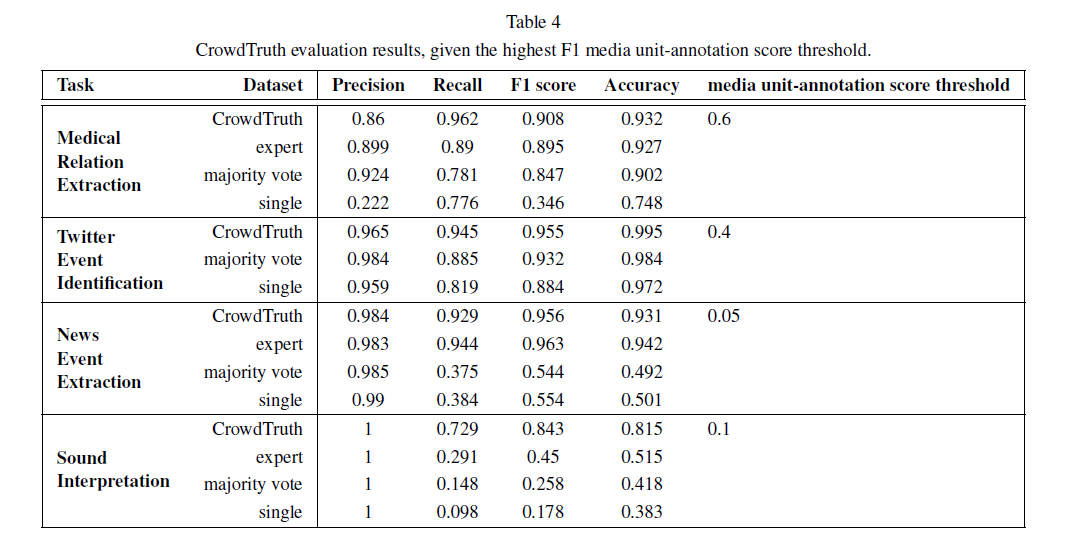 Table 4
CrowdTruth evaluation results, given the highest F1 media unit-annotation score threshold.
Task Dataset Precision Recall F1 score Accuracy media unit-annotation score threshold
Medical Relation Extraction
CrowdTruth 0.86 0.962 0.908 0.932 0.6
expert 0.899 0.89 0.895 0.927
majority vote 0.924 0.781 0.847 0.902
single 0.222 0.776 0.346 0.748
Twitter Event Identification
CrowdTruth 0.965 0.945 0.955 0.995 0.4
majority vote 0.984 0.885 0.932 0.984
single 0.959 0.819 0.884 0.972
News Event Extraction
CrowdTruth 0.984 0.929 0.956 0.931 0.05
expert 0.983 0.944 0.963 0.942
majority vote 0.985 0.375 0.544 0.492
single 0.99 0.384 0.554 0.501
Sound Interpretation
CrowdTruth 1 0.729 0.843 0.815 0.1
expert 1 0.291 0.45 0.515
majority vote 1 0.148 0.258 0.418
single 1 0.098 0.178 0.383